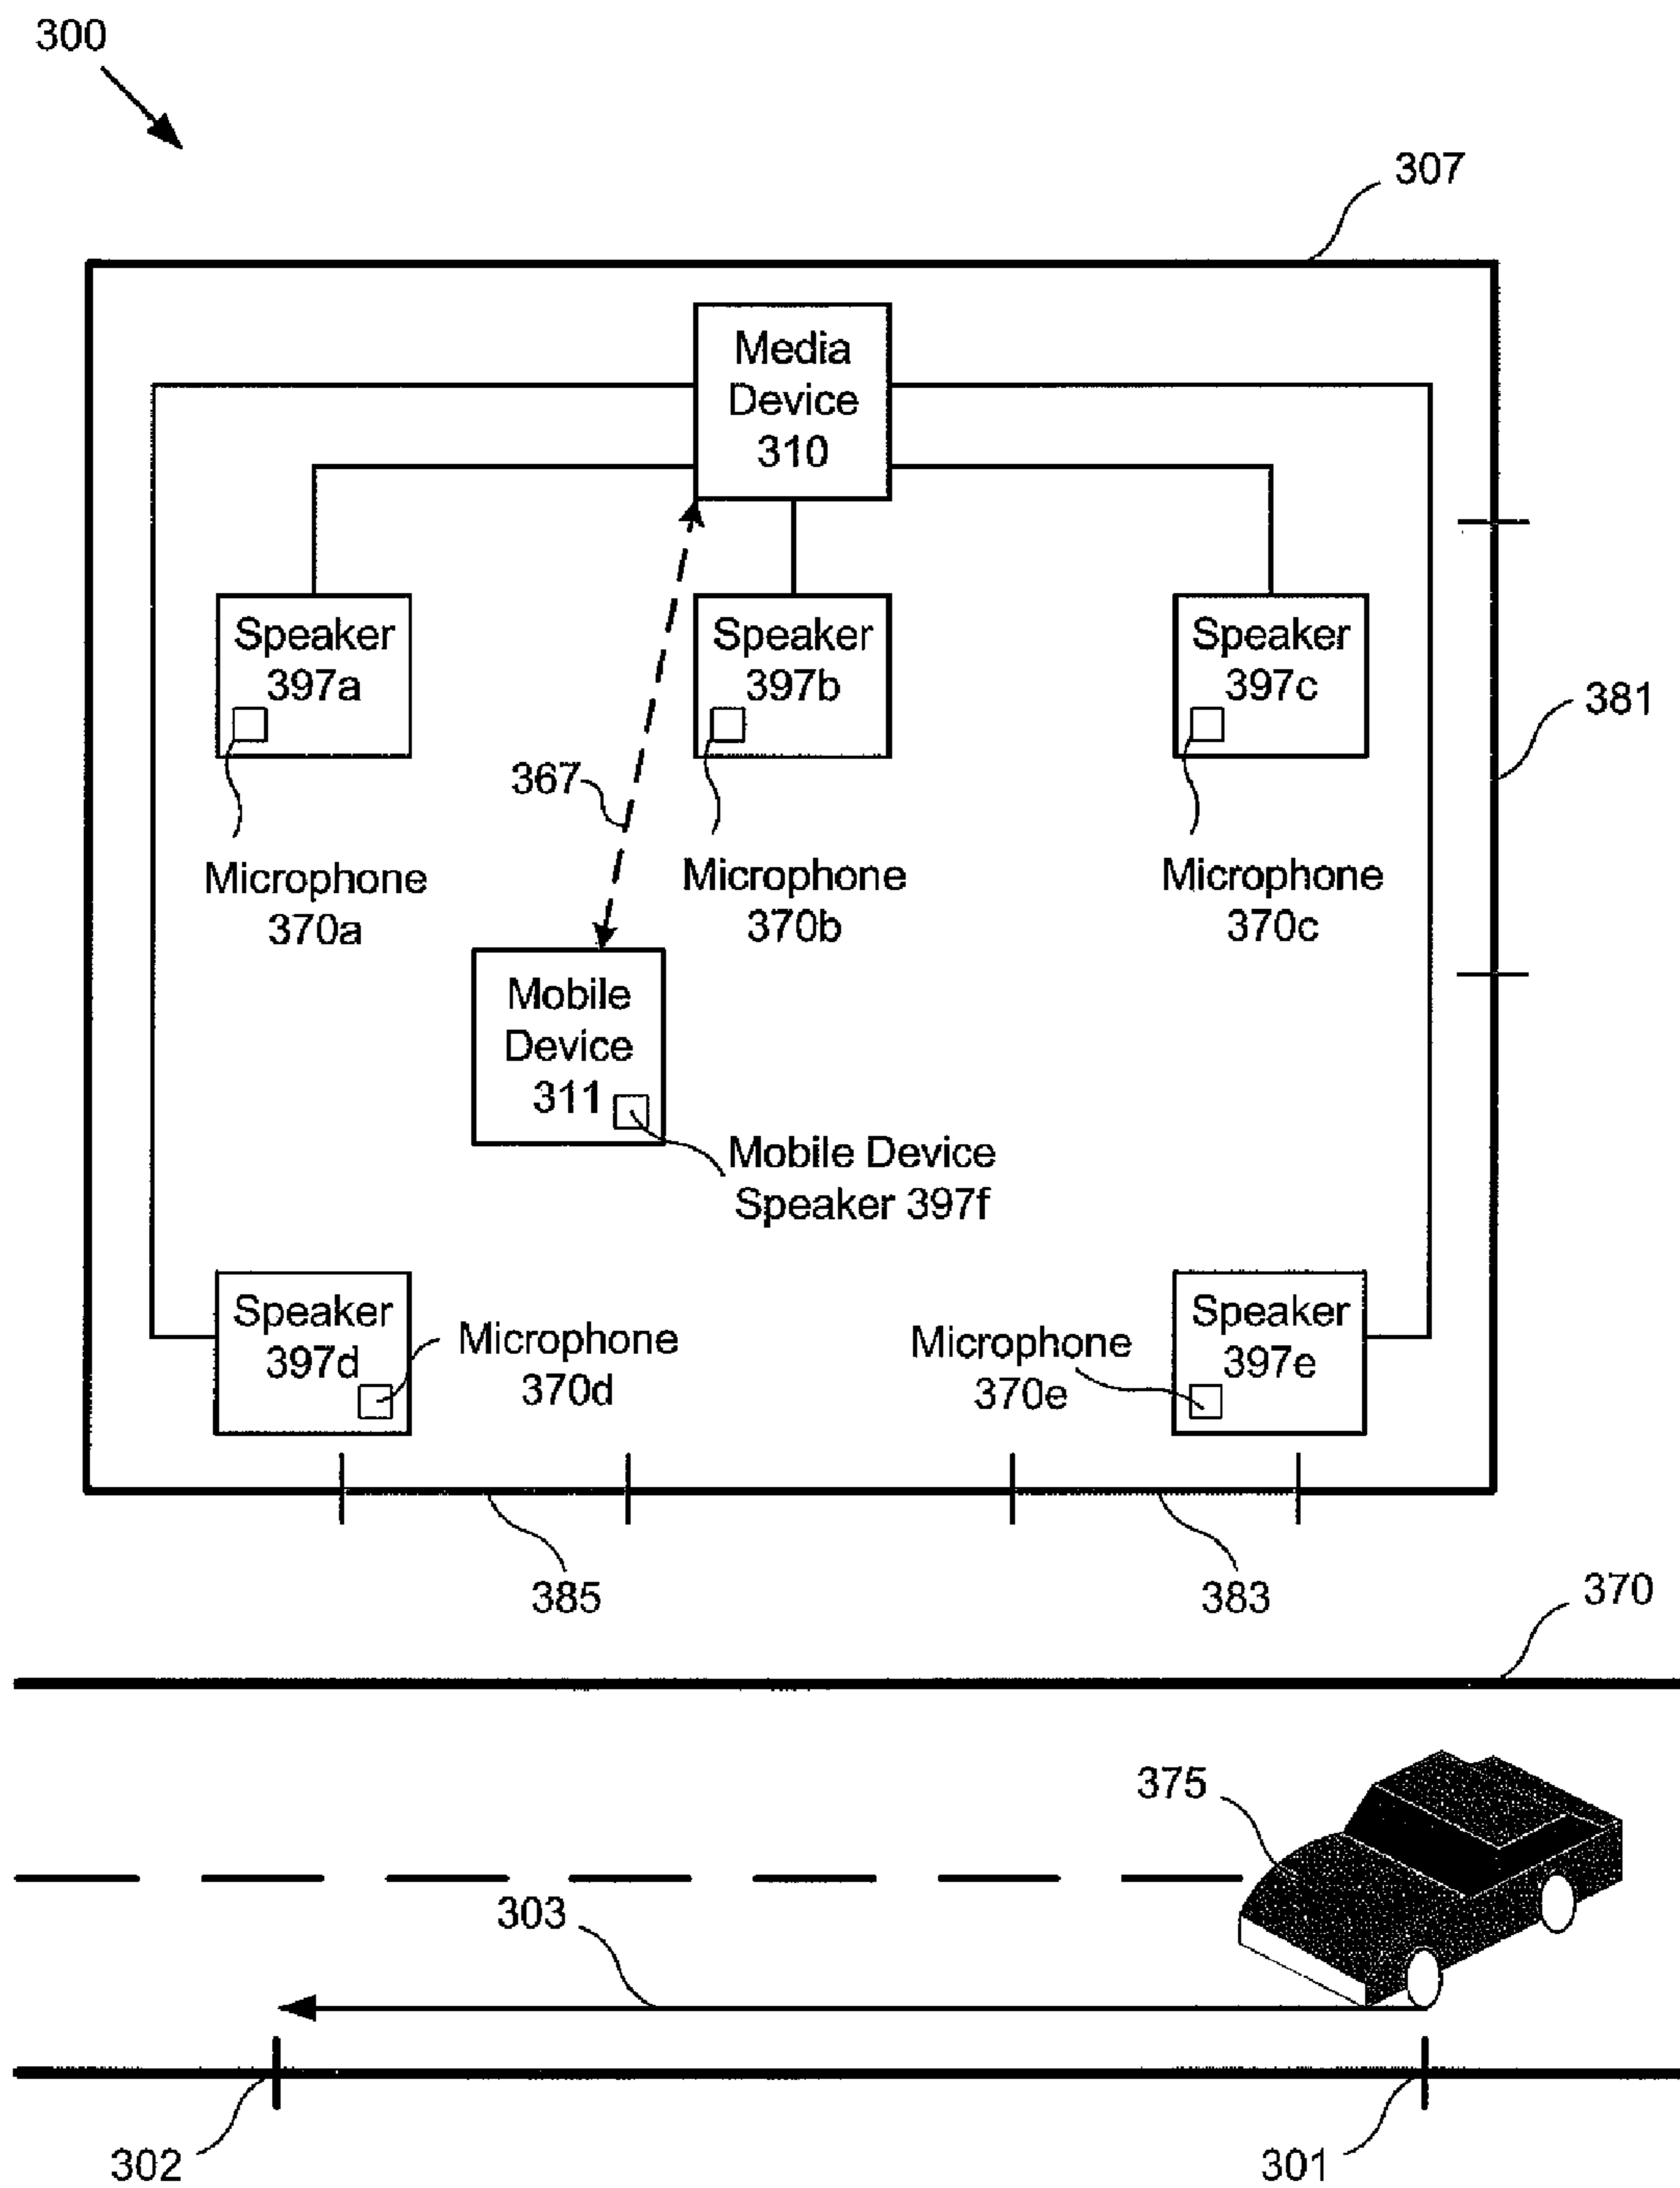 300
307
Media
Device
310
Speaker
397a
Speaker
397b
Speaker
397c
381
367
Microphone
370a
Microphone
370b
Microphone
370c
Mobile
Device
311
Mobile Device
Speaker 397f
Speaker
397d
Microphone
370d
Microphone
370e
Speaker
397e
385
383
370
375
303
302
301